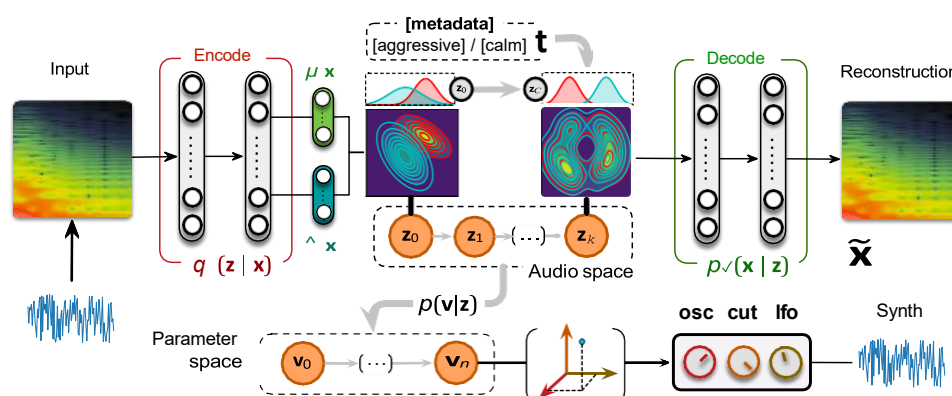 [metadata]
[aggressive] / [calm] t
Input
Encode
μ x
z0
zC
Decode
Reconstruction
^ x
z0
z1
(...)
zk
q (z | x)
Audio space
p✓(x | z)
x̃
p(v|z)
Parameter
space
v0
(...)
vn
osc cut lfo
Synth